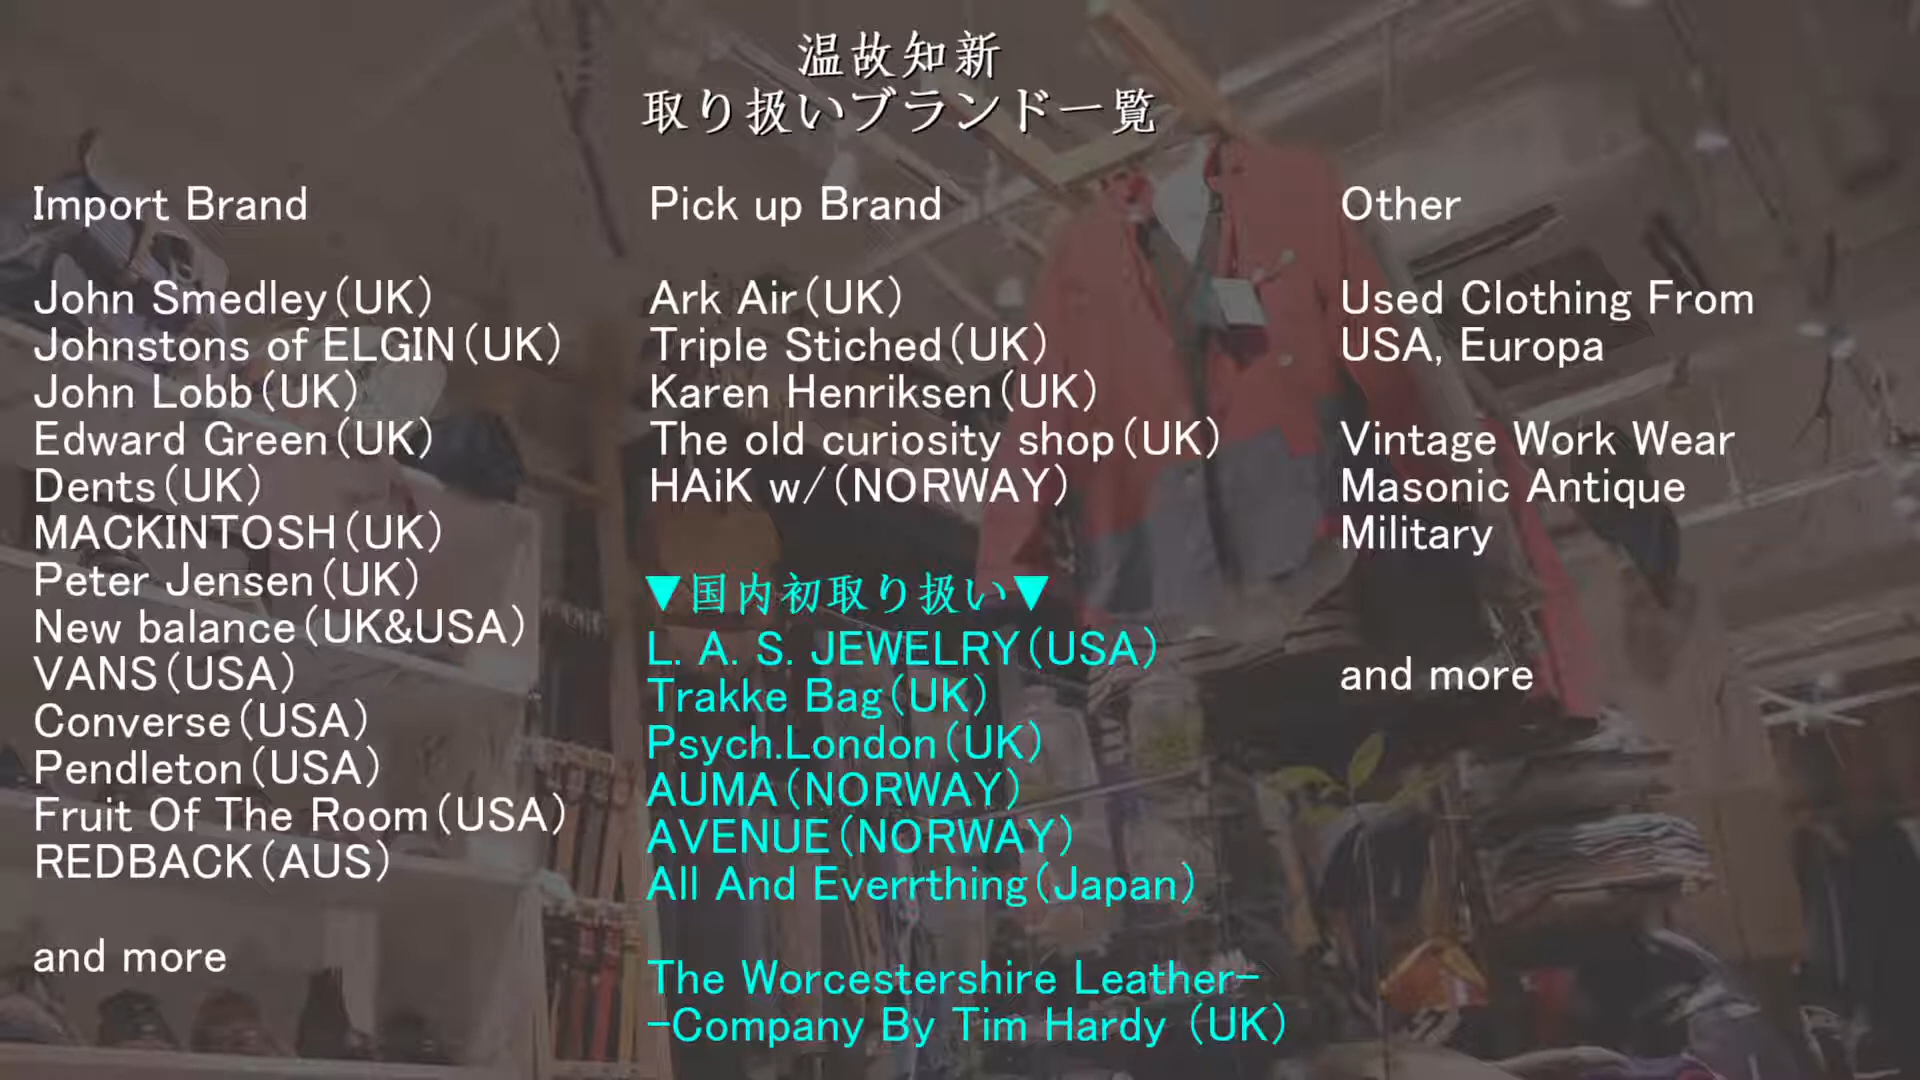 温故知新
取り扱いブランド一覧
Import Brand
John Smedley(UK)
Johnstons of ELGIN(UK)
John Lobb(UK)
Edward Green(UK)
Dents(UK)
MACKINTOSH(UK)
Peter Jensen(UK)
New balance(UK&USA)
VANS(USA)
Converse(USA)
Pendleton(USA)
Fruit Of The Room(USA)
REDBACK(AUS)
and more
Pick up Brand
Ark Air(UK)
Triple Stiched(UK)
Karen Henriksen(UK)
The old curiosity shop(UK)
HAiK w/(NORWAY)
▼国内初取り扱い▼
L. A. S. JEWELRY(USA)
Trakke Bag(UK)
Psych.London(UK)
AUMA(NORWAY)
AVENUE(NORWAY)
All And Everrthing(Japan)
The Worcestershire Leather-
-Company By Tim Hardy (UK)
Other
Used Clothing From
USA, Europa
Vintage Work Wear
Masonic Antique
Military
and more